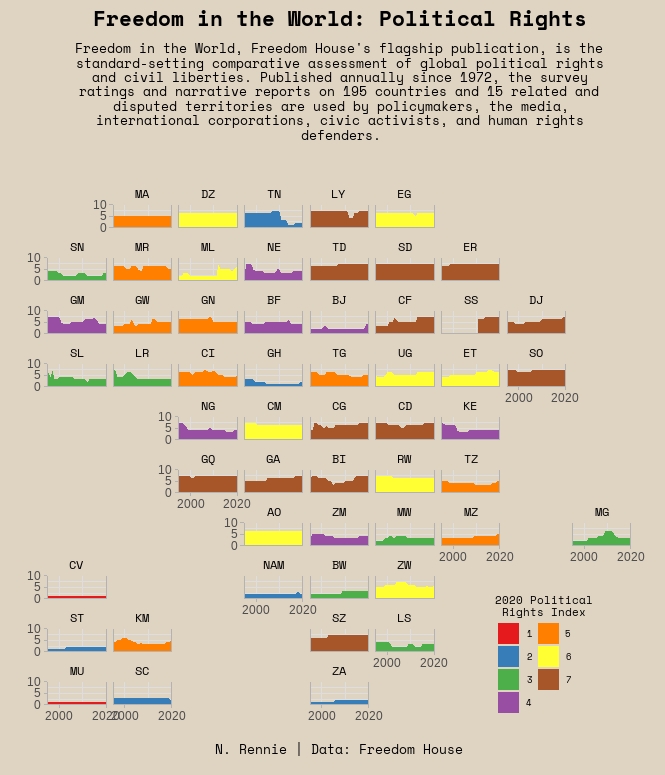 Freedom in the World: Political Rights
Freedom in the World, Freedom House's flagship publication, is the
standard-setting comparative assessment of global political rights
and civil liberties. Published annually since 1972, the survey
ratings and narrative reports on 195 countries and 15 related and
disputed territories are used by policymakers, the media,
international corporations, civic activists, and human rights
defenders.
MA DZ TN LY EG
10
5
0
SN MR ML NE TD SD ER
10
5
0
GM GW GN BF BJ CF SS DJ
10
5
0
SL LR CI GH TG UG ET SO
10
5
0
2000 2020
NG CM CG CD KE
10
5
0
GQ GA BI RW TZ
10
5
0
2000 2020
AO ZM MW MZ MG
10
5
0
2000 2020 2000 2020
CV NAM BW ZW
10
5
0
2000 2020
ST KM SZ LS
10
5
0
2000 2020
MU SC ZA
10
5
0
2000 2020 2000 2020 2000 2020
2020 Political
Rights Index
1 5
2 6
3 7
4
N. Rennie | Data: Freedom House